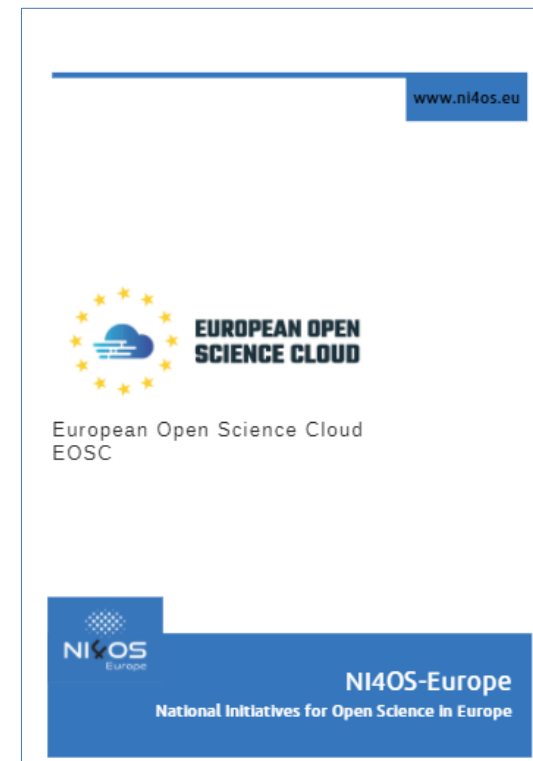 www.ni4os.eu
EUROPEAN OPEN
SCIENCE CLOUD
European Open Science Cloud
EOSC
NI4OS
Europe
NI4OS-Europe
National Initiatives for Open Science in Europe